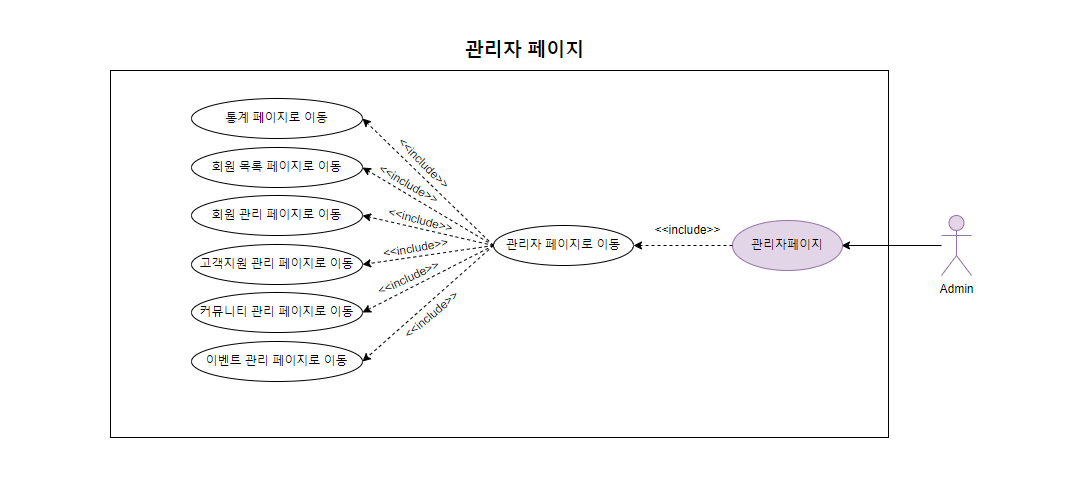 관리자 페이지
통계 페이지로 이동
<<include>>
회원 목록 페이지로 이동
<<include>>
회원 관리 페이지로 이동
<<include>>
고객지원 관리 페이지로 이동
<<include>>
커뮤니티 관리 페이지로 이동
<<include>>
이벤트 관리 페이지로 이동
<<include>>
관리자 페이지로 이동
<<include>>
관리자페이지
Admin